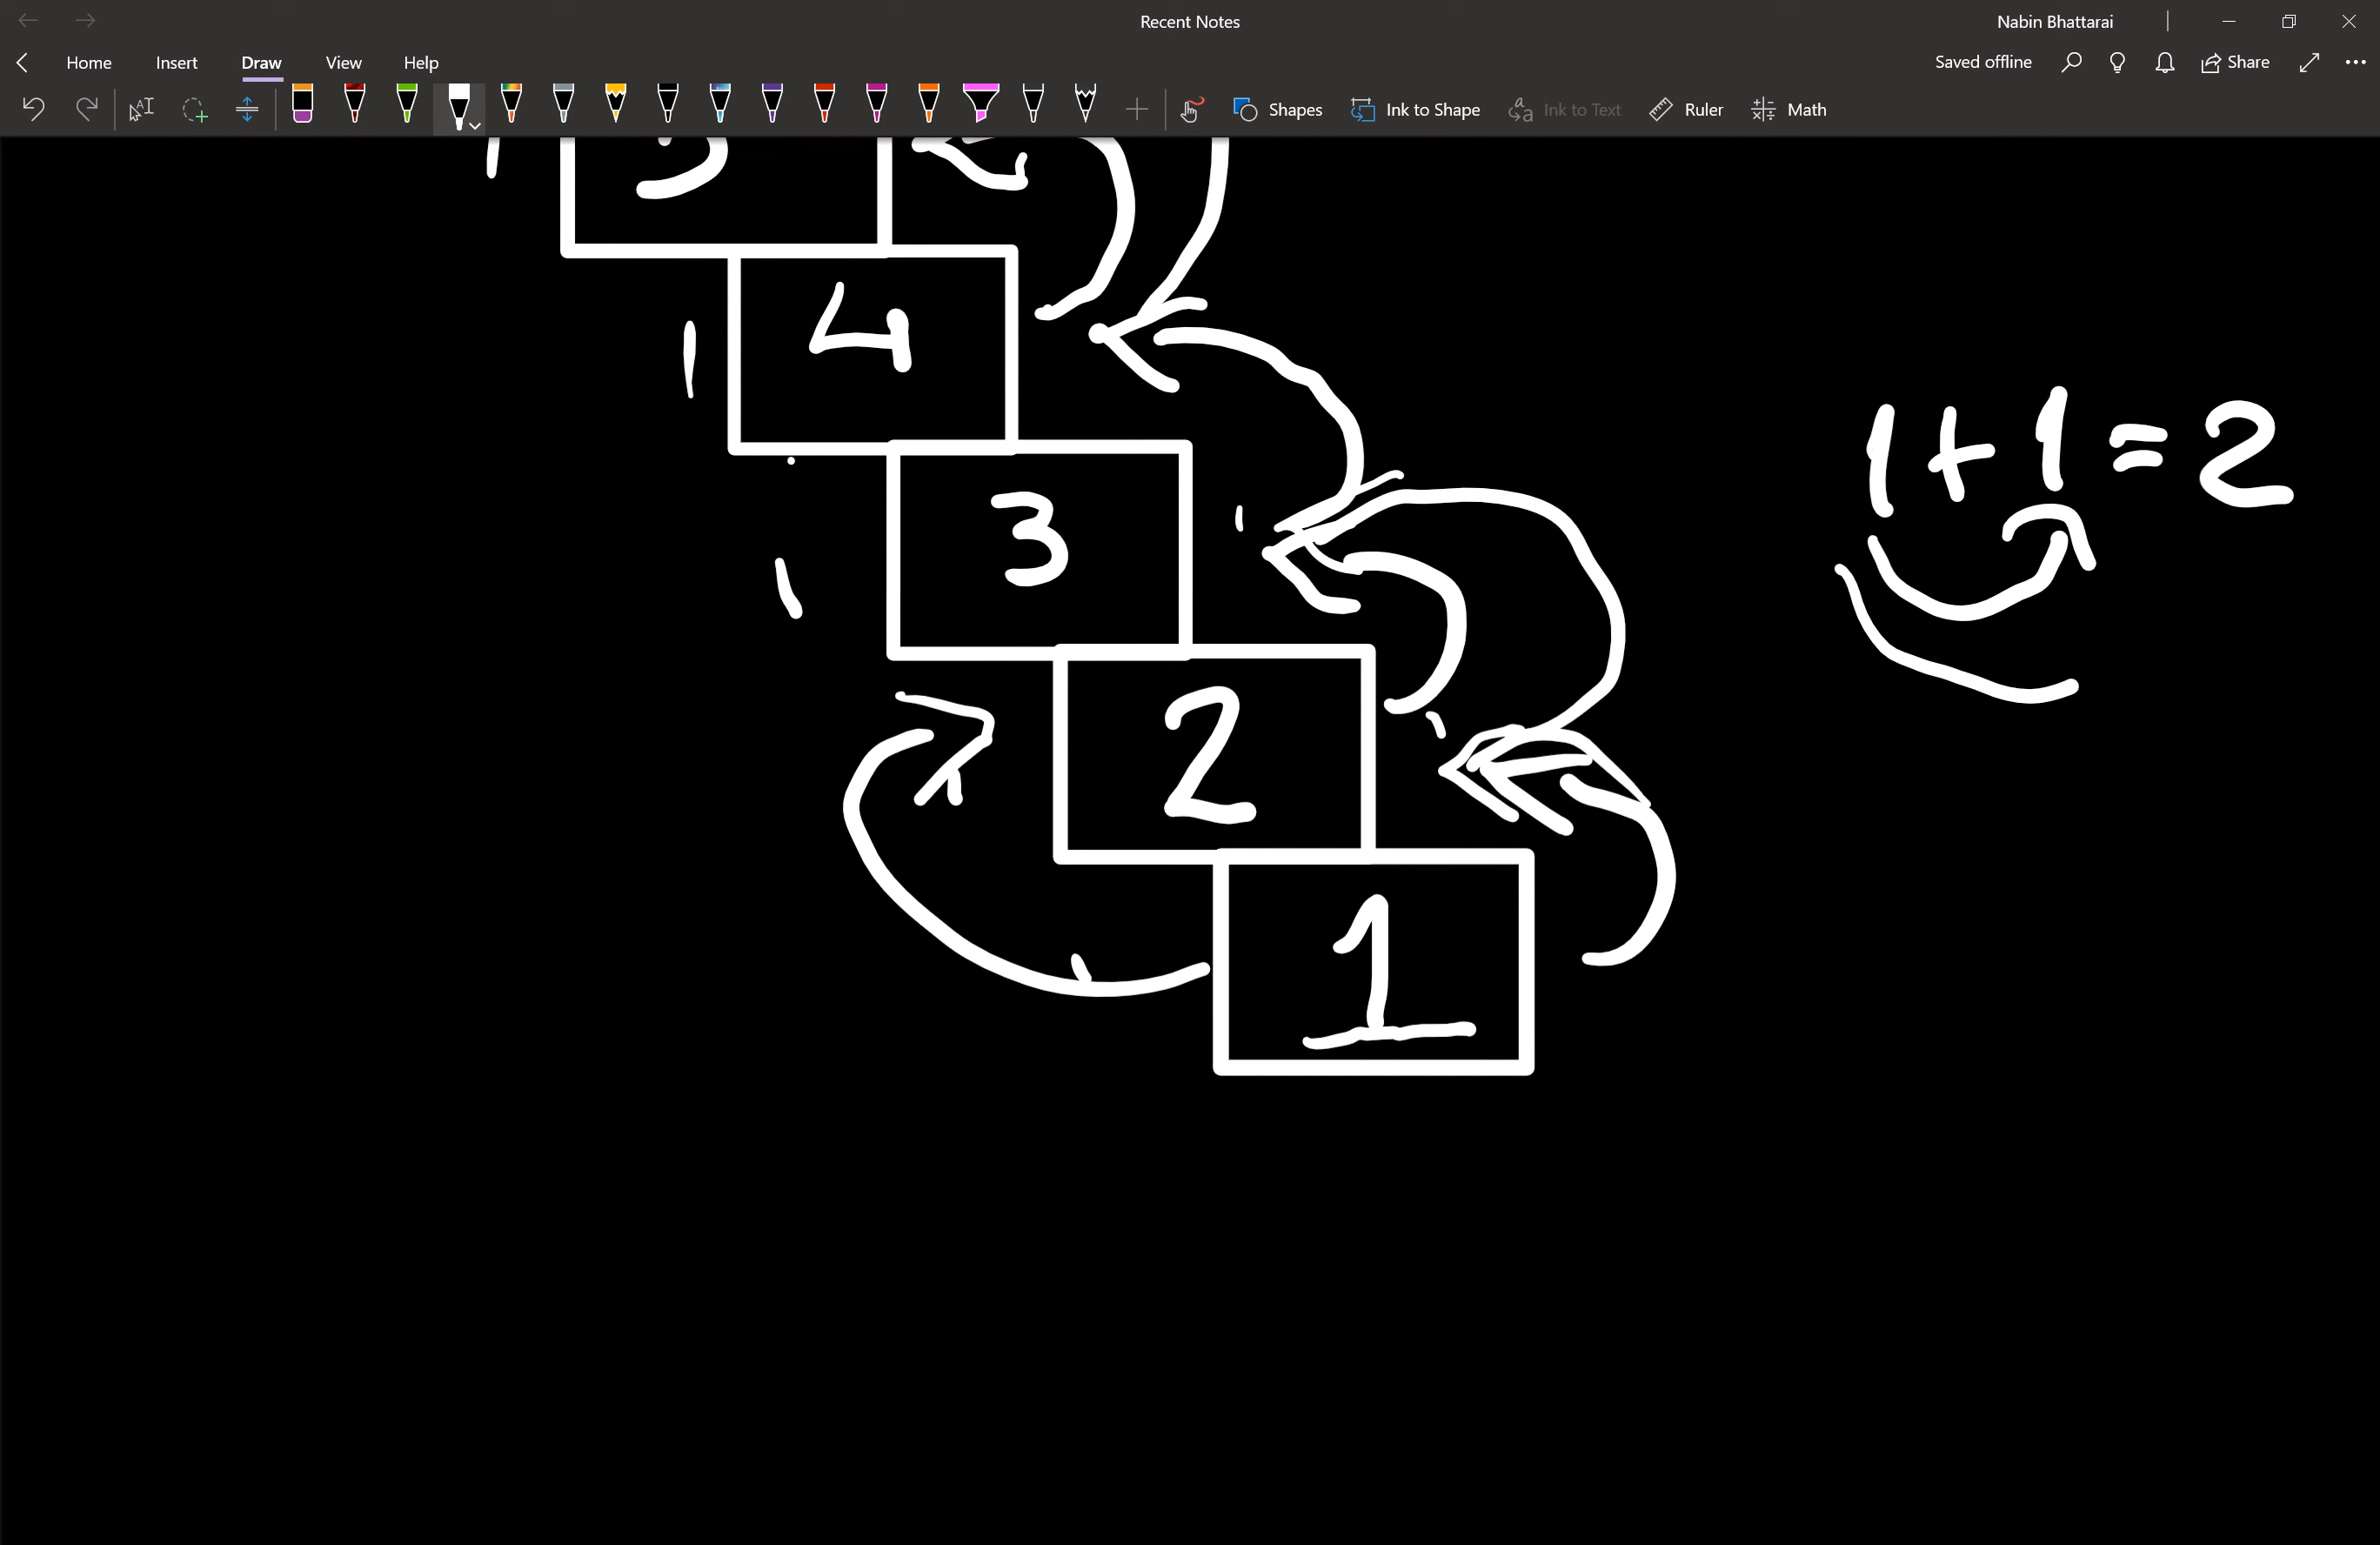 Recent Notes
Nabin Bhattarai
Home Insert Draw View Help
Saved offline Share
Shapes Ink to Shape Ink to Text Ruler Math
4
3
2
1
1+1=2